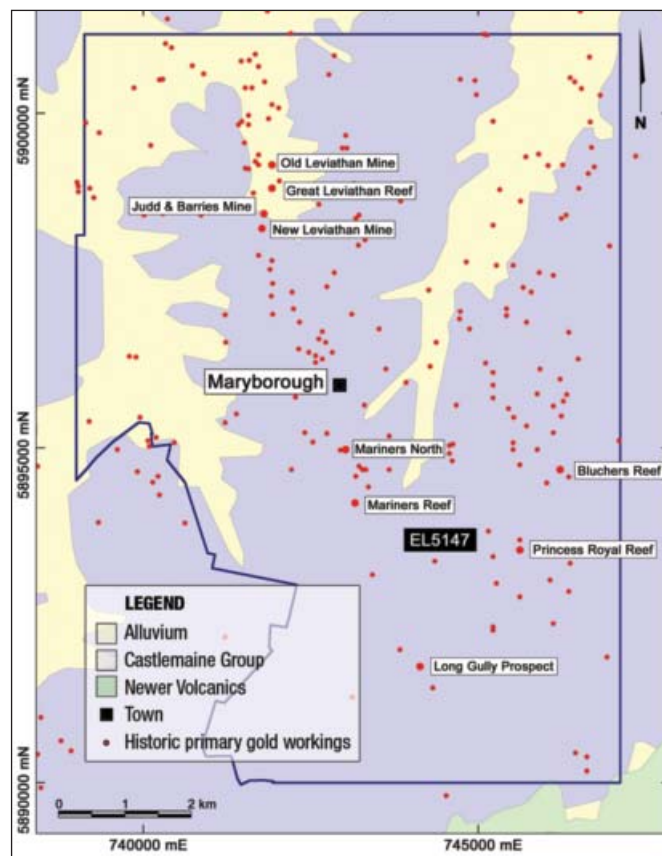 5900000 mN
N
Old Leviathan Mine
Great Leviathan Reef
Judd & Barries Mine
New Leviathan Mine
Maryborough
5895000 mN
Mariners North
Bluchers Reef
Mariners Reef
EL5147
Princess Royal Reef
LEGEND
Alluvium
Castlemaine Group
Newer Volcanics
Town
Historic primary gold workings
Long Gully Prospect
5890000 mN
0 1 2 km
740000 mE
745000 mE